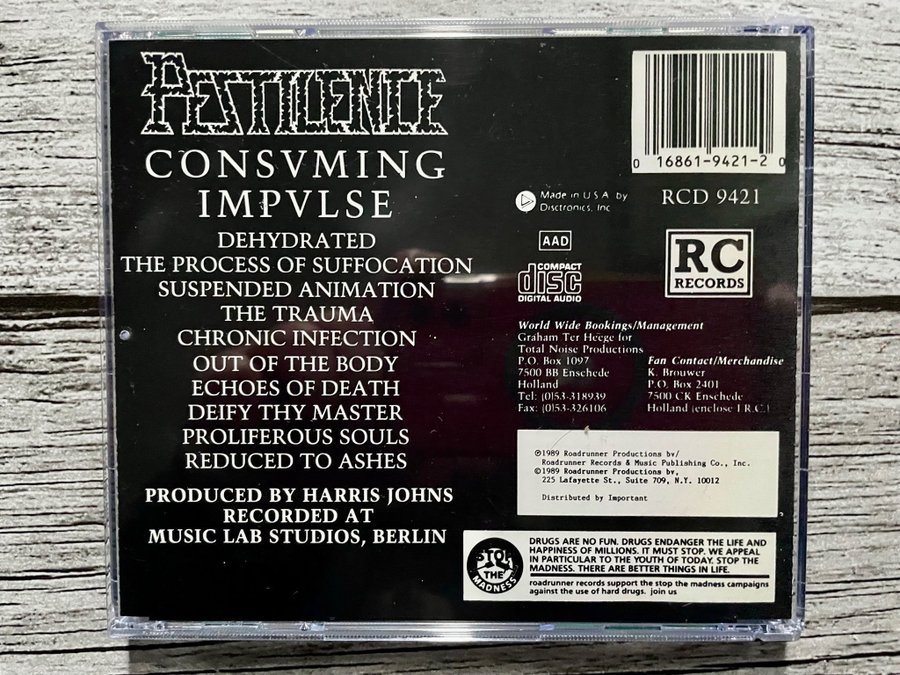 PESTILENCE
CONSVMING
IMPVLSE
DEHYDRATED
THE PROCESS OF SUFFOCATION
SUSPENDED ANIMATION
THE TRAUMA
CHRONIC INFECTION
OUT OF THE BODY
ECHOES OF DEATH
DEIFY THY MASTER
PROLIFEROUS SOULS
REDUCED TO ASHES
PRODUCED BY HARRIS JOHNS
RECORDED AT
MUSIC LAB STUDIOS, BERLIN
0 16861-9421-2 0
Made in U.S.A. by
Disctronics, Inc.
RCD 9421
AAD
COMPACT
disc
DIGITAL AUDIO
RC
RECORDS
World Wide Bookings/Management
Graham Ter Heege for
Total Noise Productions
P.O. Box 1097
7500 BB Enschede
Holland
Tel: (0)53-318939
Fax: (0)53-326106
Fan Contact/Merchandise
K. Brouwer
P.O. Box 2401
7500 CK Enschede
Holland (enclose I.R.C.)
℗1989 Roadrunner Productions bv/
Roadrunner Records & Music Publishing Co., Inc.
©1989 Roadrunner Productions bv,
225 Lafayette St., Suite 709, N.Y. 10012
Distributed by Important
STOP
THE
MADNESS
DRUGS ARE NO FUN. DRUGS ENDANGER THE LIFE AND
HAPPINESS OF MILLIONS. IT MUST STOP. WE APPEAL
IN PARTICULAR TO THE YOUTH OF TODAY. STOP THE
MADNESS. THERE ARE BETTER THINGS IN LIFE.
roadrunner records support the stop the madness campaigns
against the use of hard drugs. join us